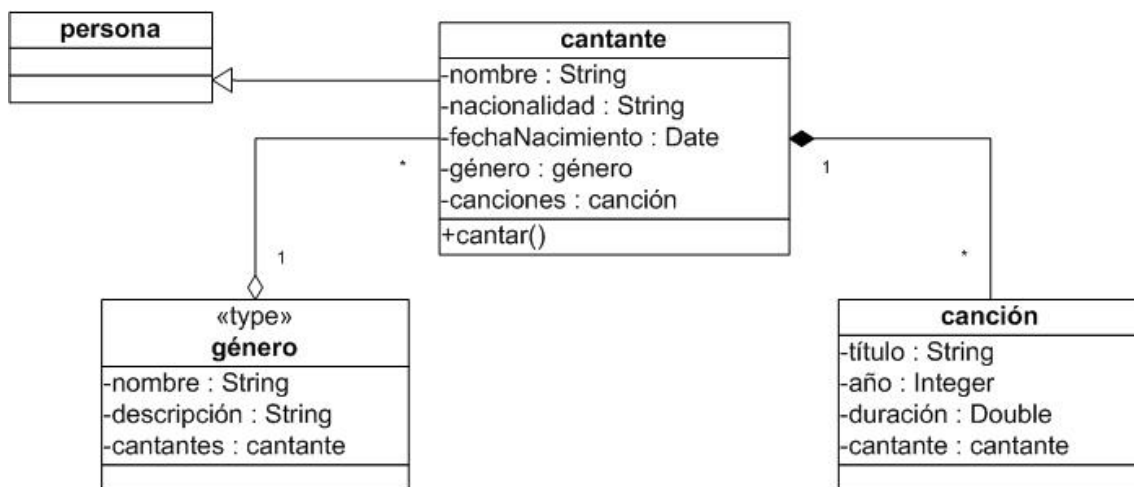 persona
cantante
-nombre : String
-nacionalidad : String
-fechaNacimiento : Date
-género : género
-canciones : canción
+cantar()
*
1
1
*
«type»
género
-nombre : String
-descripción : String
-cantantes : cantante
canción
-título : String
-año : Integer
-duración : Double
-cantante : cantante